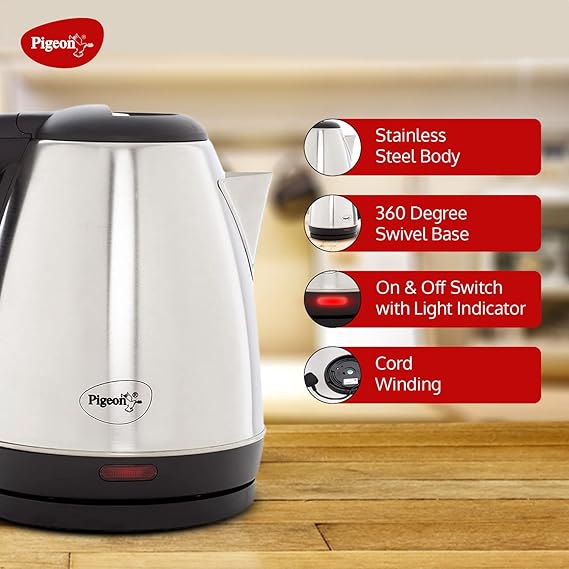 Pigeon®
Stainless
Steel Body
360 Degree
Swivel Base
On & Off Switch
with Light Indicator
Cord
Winding
Pigeon®